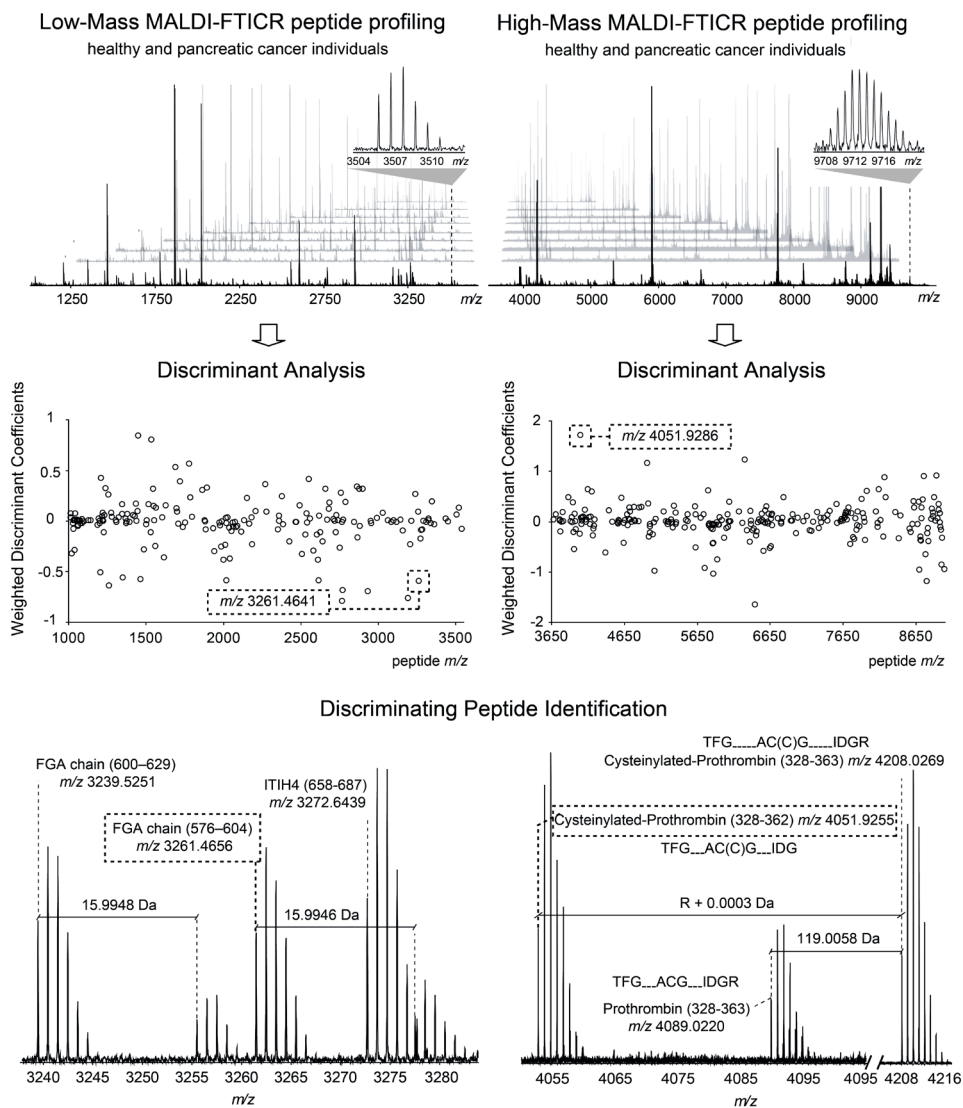 Low-Mass MALDI-FTICR peptide profiling
healthy and pancreatic cancer individuals
3504 3507 3510 m/z
1250 1750 2250 2750 3250 m/z
High-Mass MALDI-FTICR peptide profiling
healthy and pancreatic cancer individuals
9708 9712 9716 m/z
4000 5000 6000 7000 8000 9000 m/z
Discriminant Analysis
Weighted Discriminant Coefficients
1
0.5
0
-0.5
-1
m/z 3261.4641
1000 1500 2000 2500 3000 3500
peptide m/z
Discriminant Analysis
Weighted Discriminant Coefficients
2
1
0
-1
-2
m/z 4051.9286
3650 4650 5650 6650 7650 8650
peptide m/z
Discriminating Peptide Identification
FGA chain (600–629)
m/z 3239.5251
ITIH4 (658-687)
m/z 3272.6439
FGA chain (576–604)
m/z 3261.4656
15.9948 Da
15.9946 Da
3240 3245 3250 3255 3260 3265 3270 3275 3280
m/z
TFG_____AC(C)G_____IDGR
Cysteinylated-Prothrombin (328-363) m/z 4208.0269
Cysteinylated-Prothrombin (328-362) m/z 4051.9255
TFG___AC(C)G___IDG
R + 0.0003 Da
119.0058 Da
TFG___ACG___IDGR
Prothrombin (328-363)
m/z 4089.0220
4055 4065 4075 4085 4095 4095 4208 4216
m/z